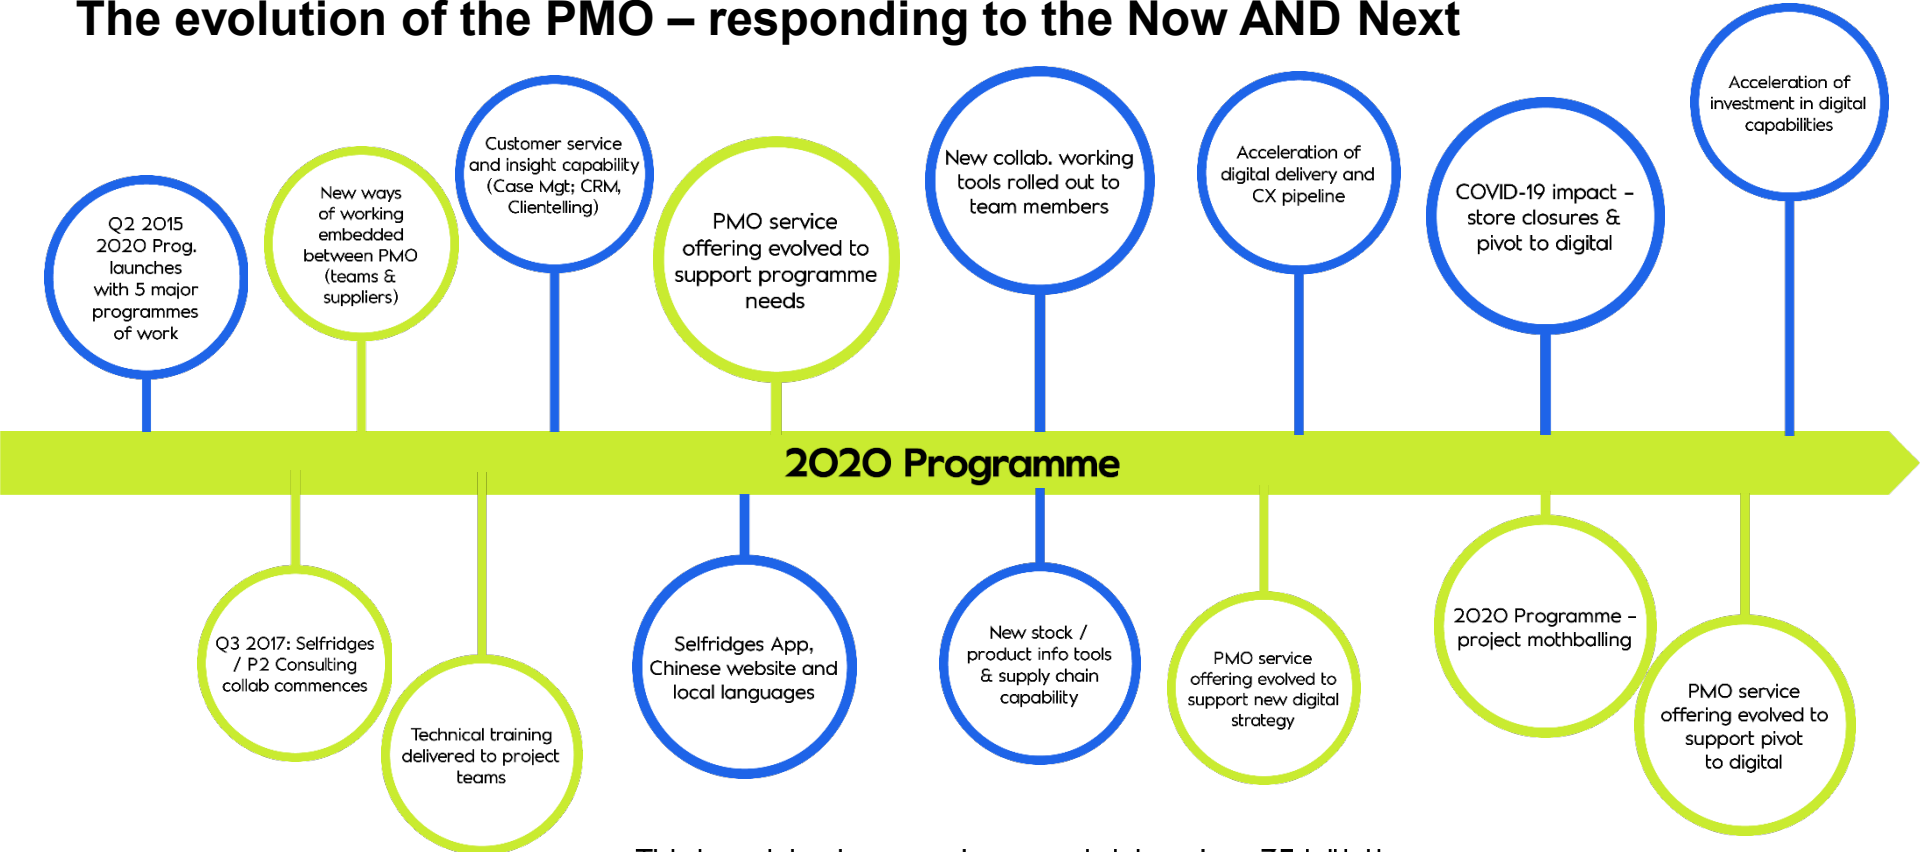 The evolution of the PMO – responding to the Now AND Next
Q2 2015
2020 Prog.
launches
with 5 major
programmes
of work
New ways
of working
embedded
between PMO
(teams &
suppliers)
Customer service
and insight capability
(Case Mgt; CRM,
Clientelling)
PMO service
offering evolved to
support programme
needs
New collab. working
tools rolled out to
team members
Acceleration of
digital delivery and
CX pipeline
COVID-19 impact –
store closures &
pivot to digital
Acceleration of
investment in digital
capabilities
2020 Programme
Q3 2017: Selfridges
/ P2 Consulting
collab commences
Technical training
delivered to project
teams
Selfridges App,
Chinese website and
local languages
New stock /
product info tools
& supply chain
capability
PMO service
offering evolved to
support new digital
strategy
2020 Programme –
project mothballing
PMO service
offering evolved to
support pivot
to digital